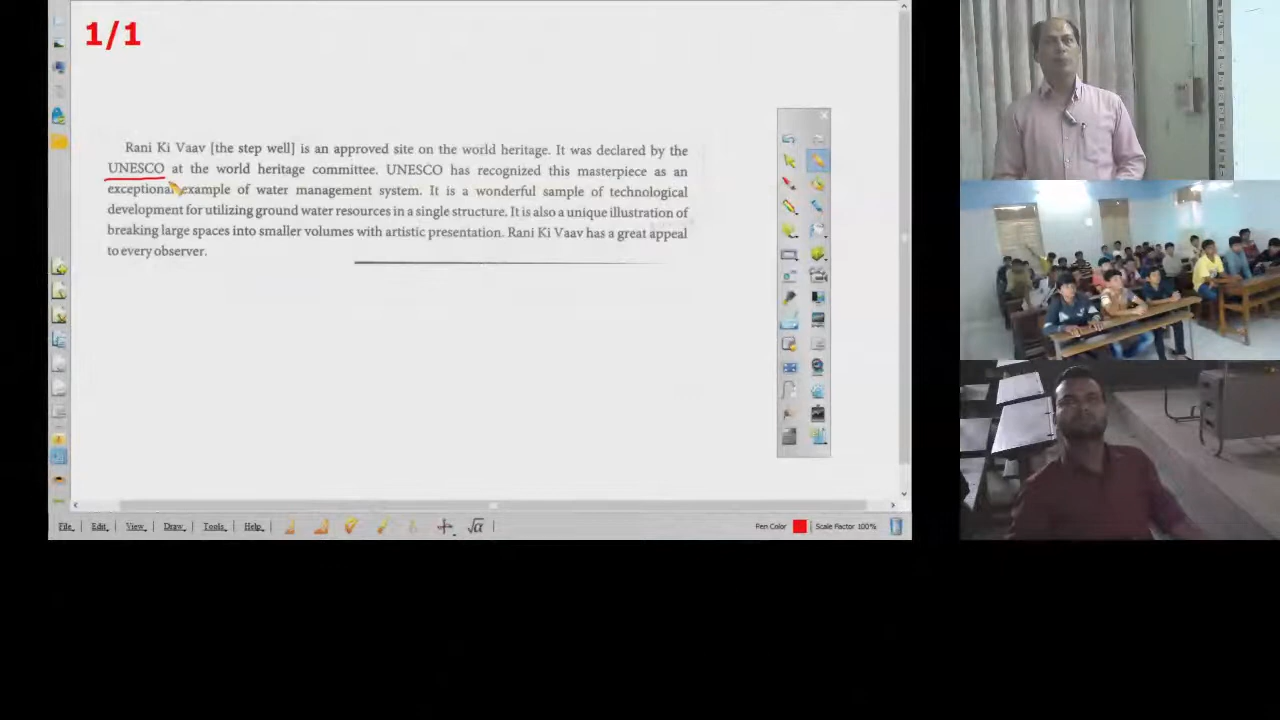 1/1
Rani Ki Vaav [the step well] is an approved site on the world heritage. It was declared by the
UNESCO at the world heritage committee. UNESCO has recognized this masterpiece as an
exceptional example of water management system. It is a wonderful sample of technological
development for utilizing ground water resources in a single structure. It is also a unique illustration of
breaking large spaces into smaller volumes with artistic presentation. Rani Ki Vaav has a great appeal
to every observer.
File Edit View Draw Tools Help √α Pen Color Scale Factor 100%